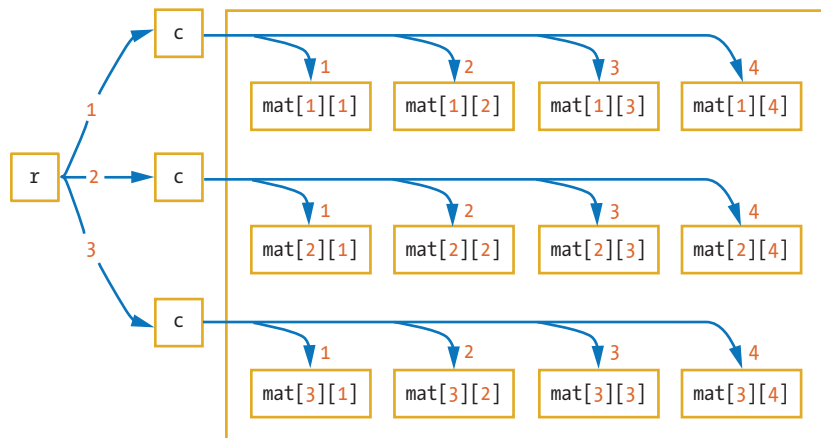 c
1 2 3 4
1
mat[1][1] mat[1][2] mat[1][3] mat[1][4]
r 2 c
1 2 3 4
3
mat[2][1] mat[2][2] mat[2][3] mat[2][4]
c
1 2 3 4
mat[3][1] mat[3][2] mat[3][3] mat[3][4]